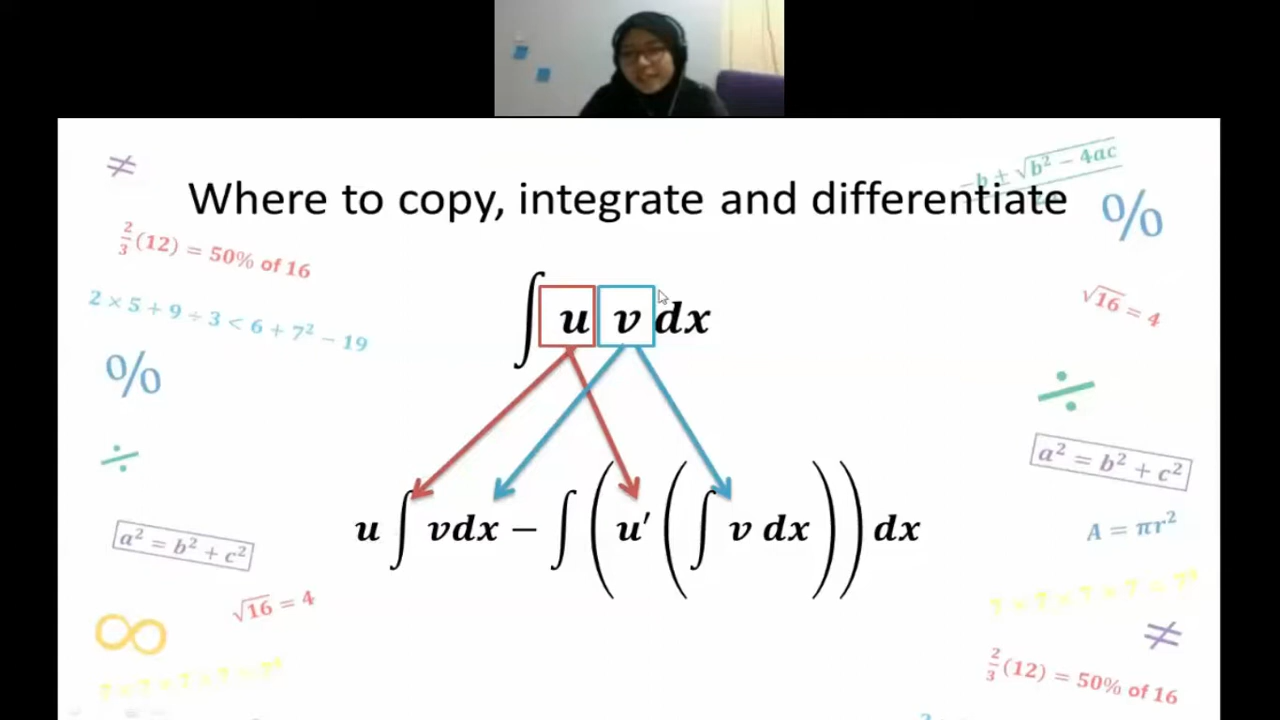 ≠
-b ± √b² − 4ac
Where to copy, integrate and differentiate
%
2/3 (12) = 50% of 16
2 × 5 + 9 ÷ 3 < 6 + 7² − 19
∫ u v dx
√16 = 4
%
÷
÷
a² = b² + c²
u ∫ vdx − ∫ ( u′ ( ∫ v dx ) ) dx
a² = b² + c²
A = πr²
√16 = 4
∞
≠
2/3 (12) = 50% of 16